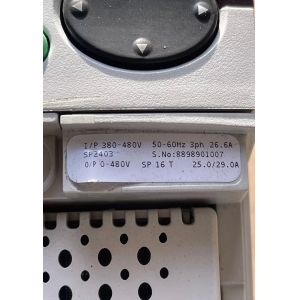 I/P 380-480V 50-60Hz 3ph 26.6A
SP2403 S.No:8898901007
O/P 0-480V SP 16 T 25.0/29.0A